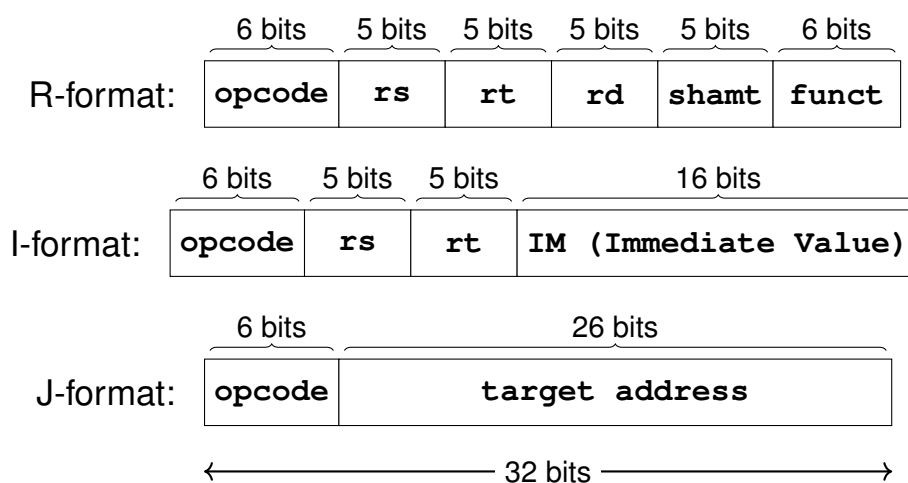 6 bits 5 bits 5 bits 5 bits 5 bits 6 bits
R-format: opcode rs rt rd shamt funct
6 bits 5 bits 5 bits 16 bits
I-format: opcode rs rt IM (Immediate Value)
6 bits 26 bits
J-format: opcode target address
32 bits